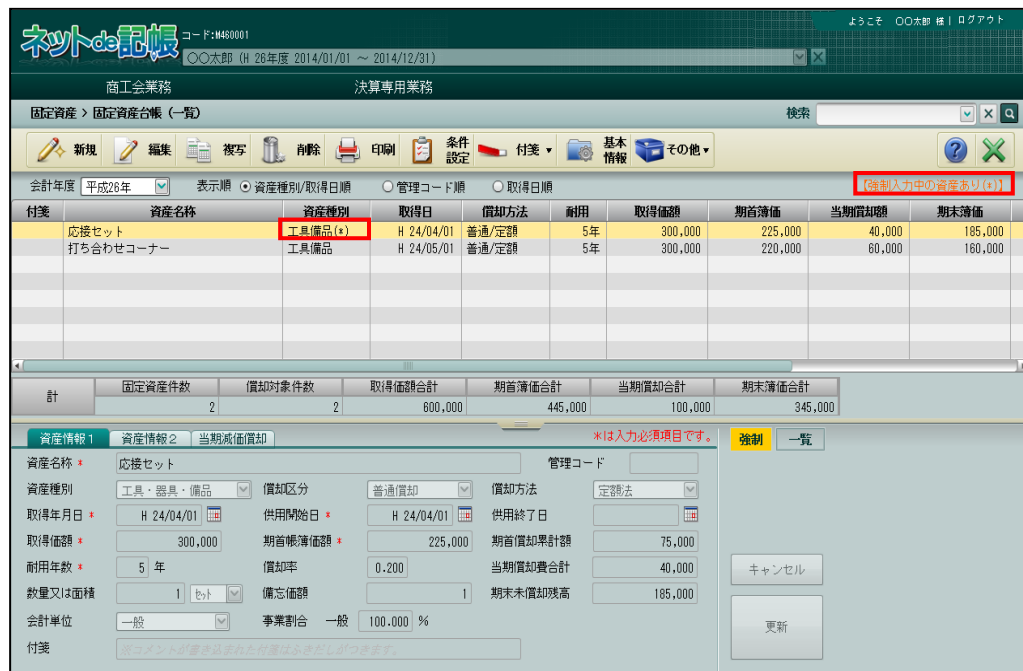 ようこそ 〇〇太郎 様 | ログアウト
ネットde記帳 コード:M460001
〇〇太郎 (H 26年度 2014/01/01 ～ 2014/12/31)
商工会業務 決算専用業務
固定資産 > 固定資産台帳 (一覧) 検索
新規 編集 複写 削除 印刷 条件設定 付箋 基本情報 その他
会計年度 平成26年 表示順 資産種別/取得日順 管理コード順 取得日順 【強制入力中の資産あり(*)】
付箋 資産名称 資産種別 取得日 償却方法 耐用 取得価額 期首簿価 当期償却額 期末簿価
応接セット 工具備品(*) H 24/04/01 普通/定額 5年 300,000 225,000 40,000 185,000
打ち合わせコーナー 工具備品 H 24/05/01 普通/定額 5年 300,000 220,000 60,000 160,000
計 固定資産件数 償却対象件数 取得価額合計 期首簿価合計 当期償却合計 期末簿価合計
2 2 600,000 445,000 100,000 345,000
資産情報1 資産情報2 当期減価償却 *は入力必須項目です。 強制 一覧
資産名称 * 応接セット 管理コード
資産種別 工具・器具・備品 償却区分 普通償却 償却方法 定額法
取得年月日 * H 24/04/01 供用開始日 * H 24/04/01 供用終了日
取得価額 * 300,000 期首帳簿価額 * 225,000 期首償却累計額 75,000
耐用年数 * 5 年 償却率 0.200 当期償却費合計 40,000 キャンセル
数量又は面積 1 セット 備忘価額 1 期末未償却残高 185,000
会計単位 一般 事業割合 一般 100.000 % 更新
付箋 ※コメントが書き込まれた付箋はふきだしがつきます。